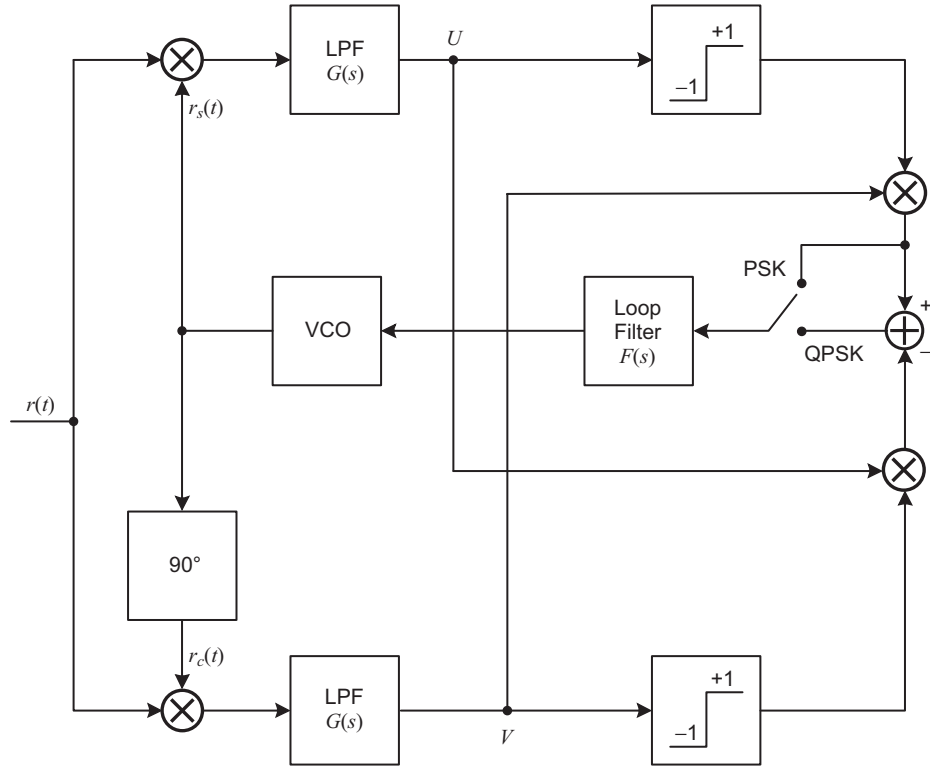 LPF
G(s)
U
+1
−1
r_s(t)
PSK
+
VCO
Loop
Filter
F(s)
QPSK
−
r(t)
90°
r_c(t)
LPF
G(s)
V
+1
−1